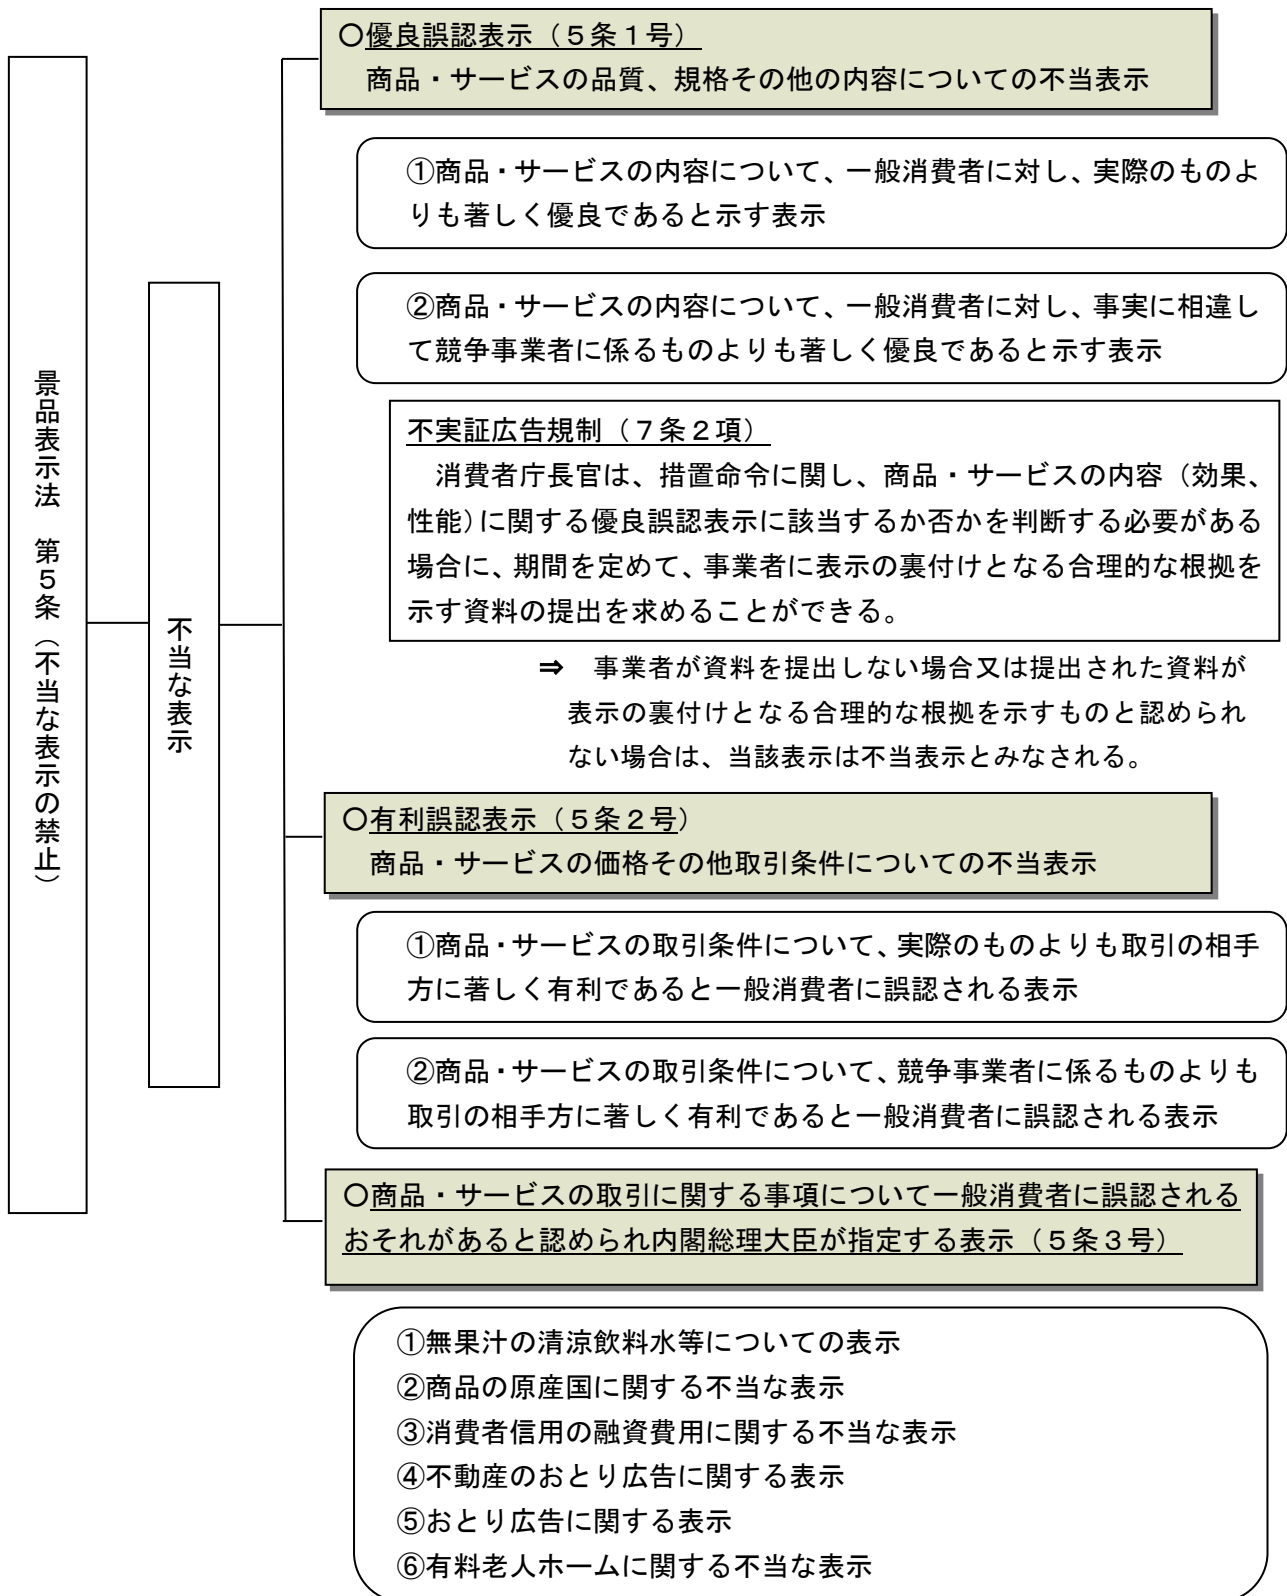 景品表示法　第５条（不当な表示の禁止）
不当な表示
〇優良誤認表示（５条１号）
商品・サービスの品質、規格その他の内容についての不当表示
①商品・サービスの内容について、一般消費者に対し、実際のものよ
りも著しく優良であると示す表示
②商品・サービスの内容について、一般消費者に対し、事実に相違し
て競争事業者に係るものよりも著しく優良であると示す表示
不実証広告規制（７条２項）
消費者庁長官は、措置命令に関し、商品・サービスの内容（効果、
性能）に関する優良誤認表示に該当するか否かを判断する必要がある
場合に、期間を定めて、事業者に表示の裏付けとなる合理的な根拠を
示す資料の提出を求めることができる。
⇒　事業者が資料を提出しない場合又は提出された資料が
表示の裏付けとなる合理的な根拠を示すものと認められ
ない場合は、当該表示は不当表示とみなされる。
〇有利誤認表示（５条２号）
商品・サービスの価格その他取引条件についての不当表示
①商品・サービスの取引条件について、実際のものよりも取引の相手
方に著しく有利であると一般消費者に誤認される表示
②商品・サービスの取引条件について、競争事業者に係るものよりも
取引の相手方に著しく有利であると一般消費者に誤認される表示
〇商品・サービスの取引に関する事項について一般消費者に誤認される
おそれがあると認められ内閣総理大臣が指定する表示（５条３号）
①無果汁の清涼飲料水等についての表示
②商品の原産国に関する不当な表示
③消費者信用の融資費用に関する不当な表示
④不動産のおとり広告に関する表示
⑤おとり広告に関する表示
⑥有料老人ホームに関する不当な表示